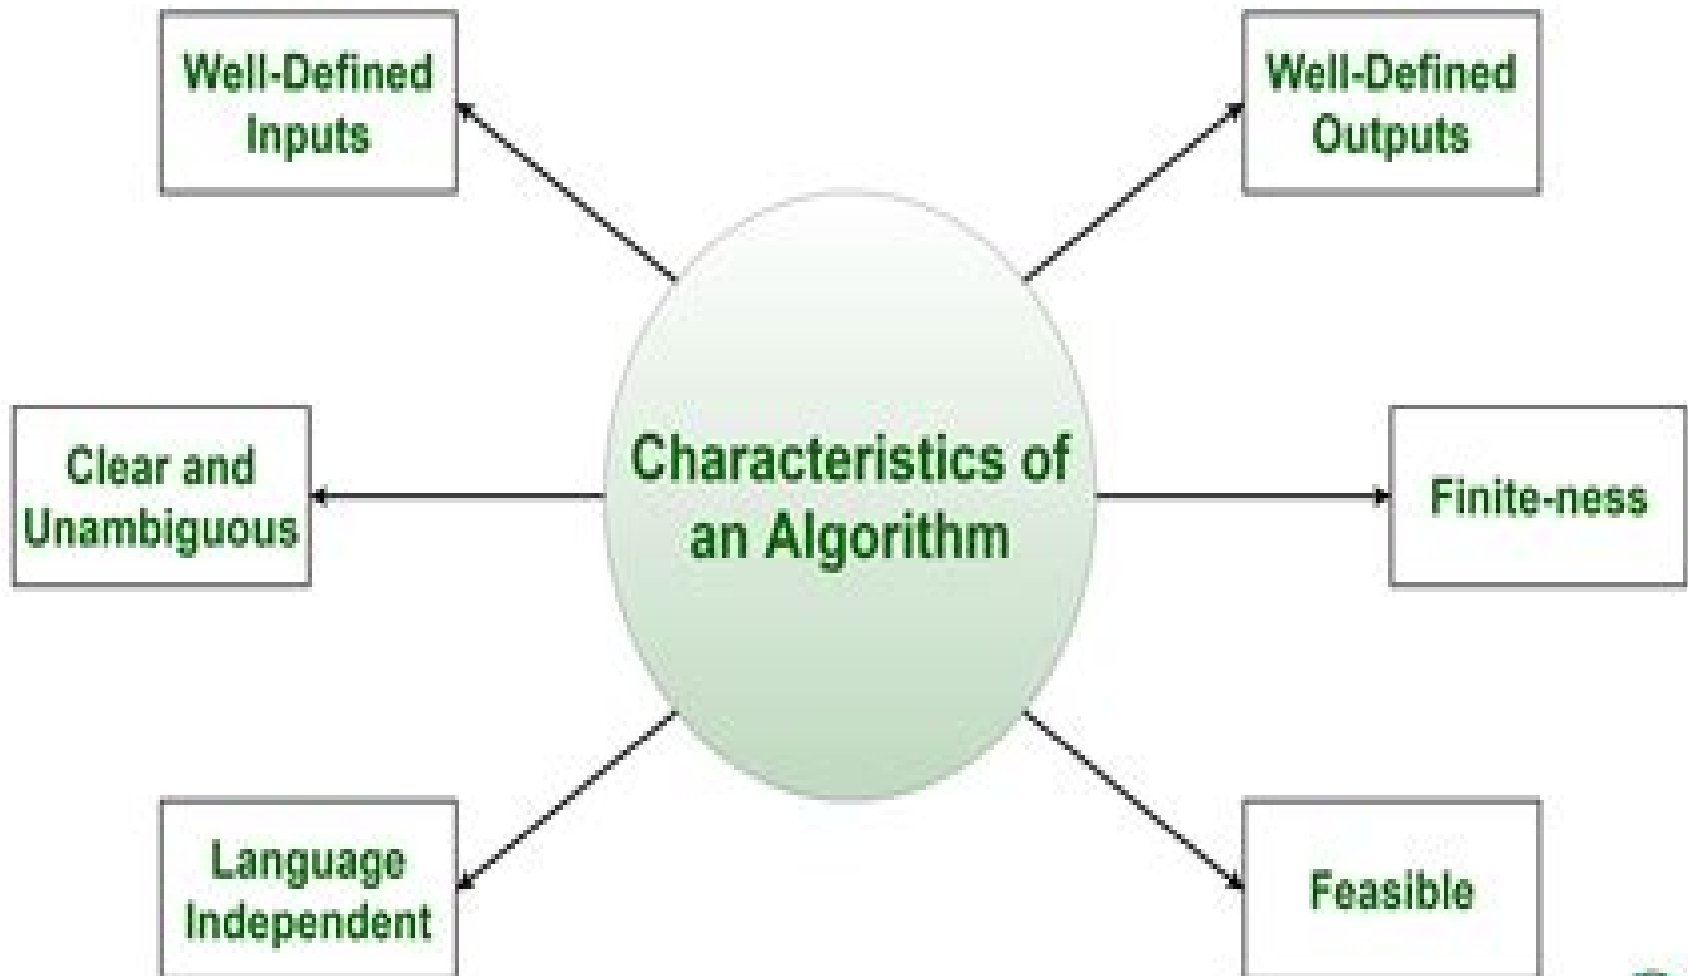 Well-Defined
Inputs
Well-Defined
Outputs
Clear and
Unambiguous
Characteristics of
an Algorithm
Finite-ness
Language
Independent
Feasible